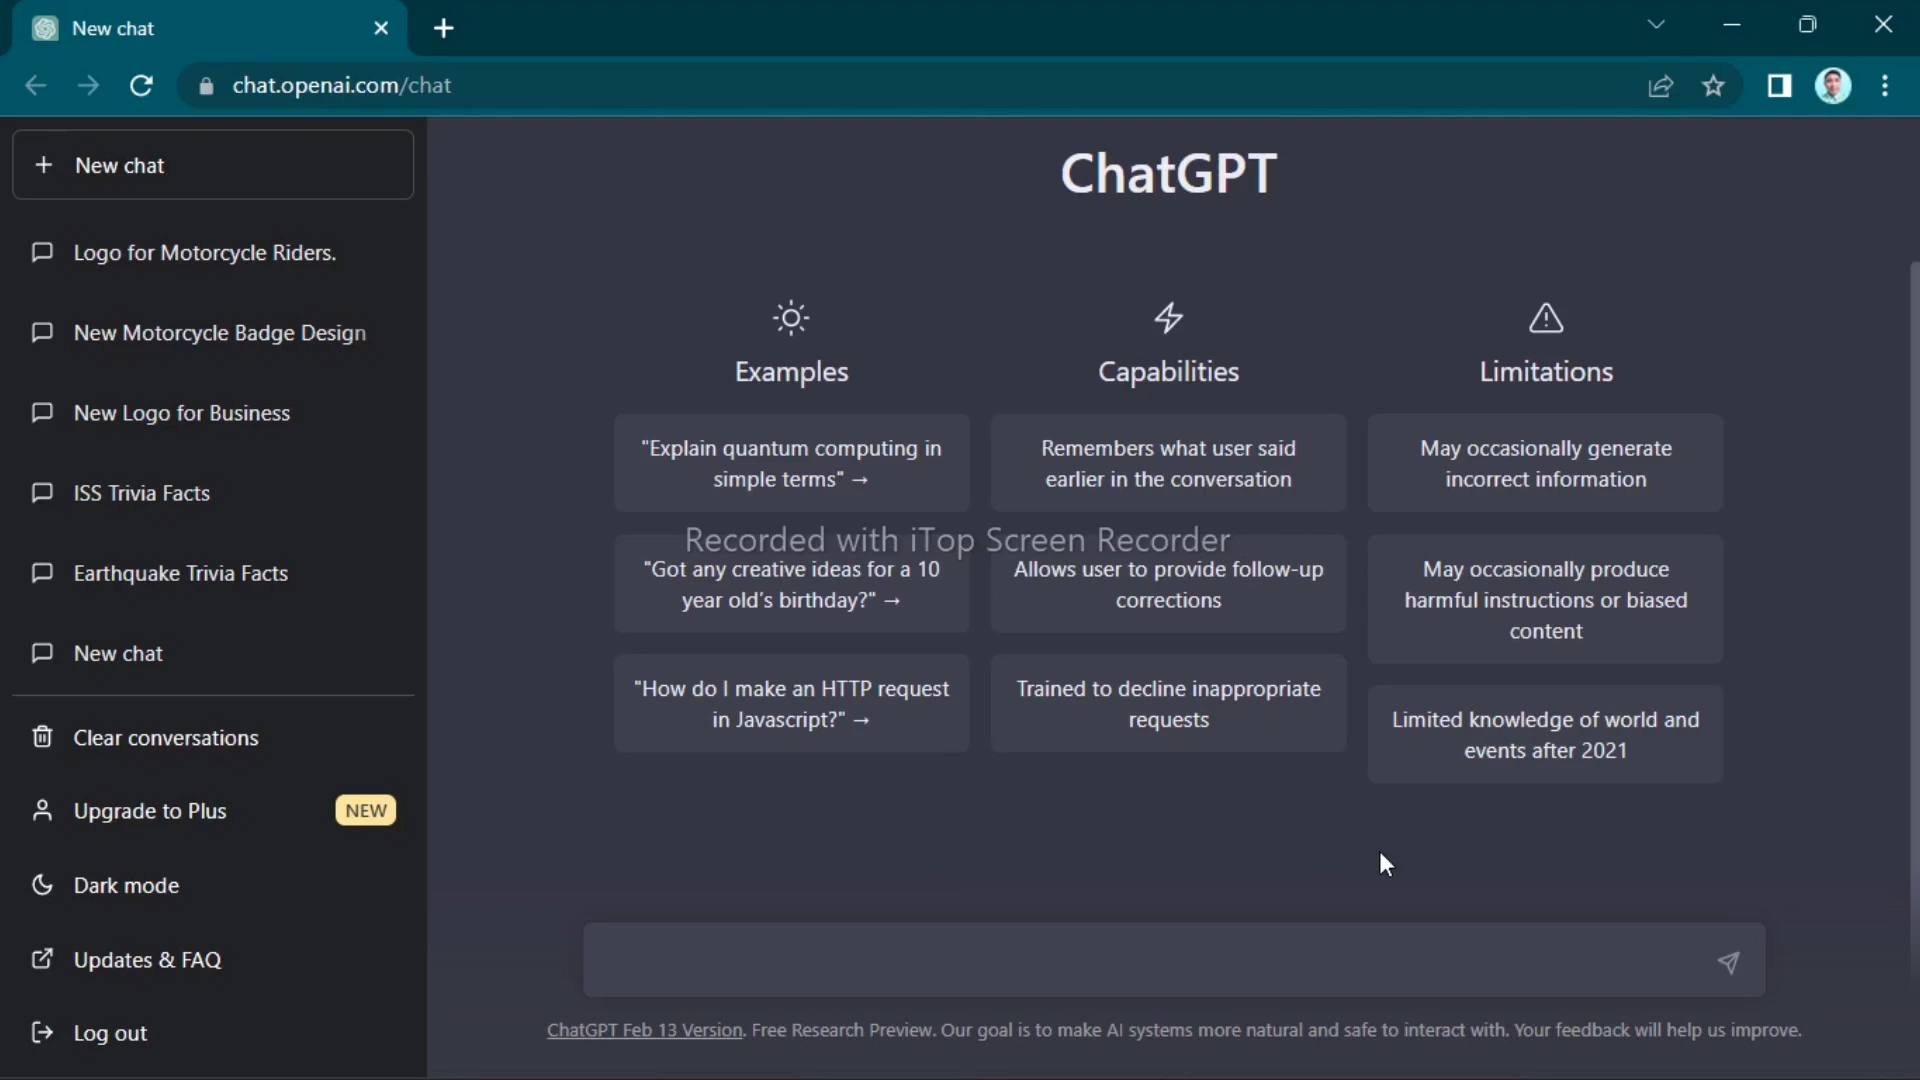 New chat
chat.openai.com/chat
New chat
Logo for Motorcycle Riders.
New Motorcycle Badge Design
New Logo for Business
ISS Trivia Facts
Earthquake Trivia Facts
New chat
Clear conversations
Upgrade to Plus
NEW
Dark mode
Updates & FAQ
Log out
ChatGPT
Examples
"Explain quantum computing in
simple terms" →
"Got any creative ideas for a 10
year old's birthday?" →
"How do I make an HTTP request
in Javascript?" →
Capabilities
Remembers what user said
earlier in the conversation
Allows user to provide follow-up
corrections
Trained to decline inappropriate
requests
Limitations
May occasionally generate
incorrect information
May occasionally produce
harmful instructions or biased
content
Limited knowledge of world and
events after 2021
Recorded with iTop Screen Recorder
ChatGPT Feb 13 Version. Free Research Preview. Our goal is to make AI systems more natural and safe to interact with. Your feedback will help us improve.